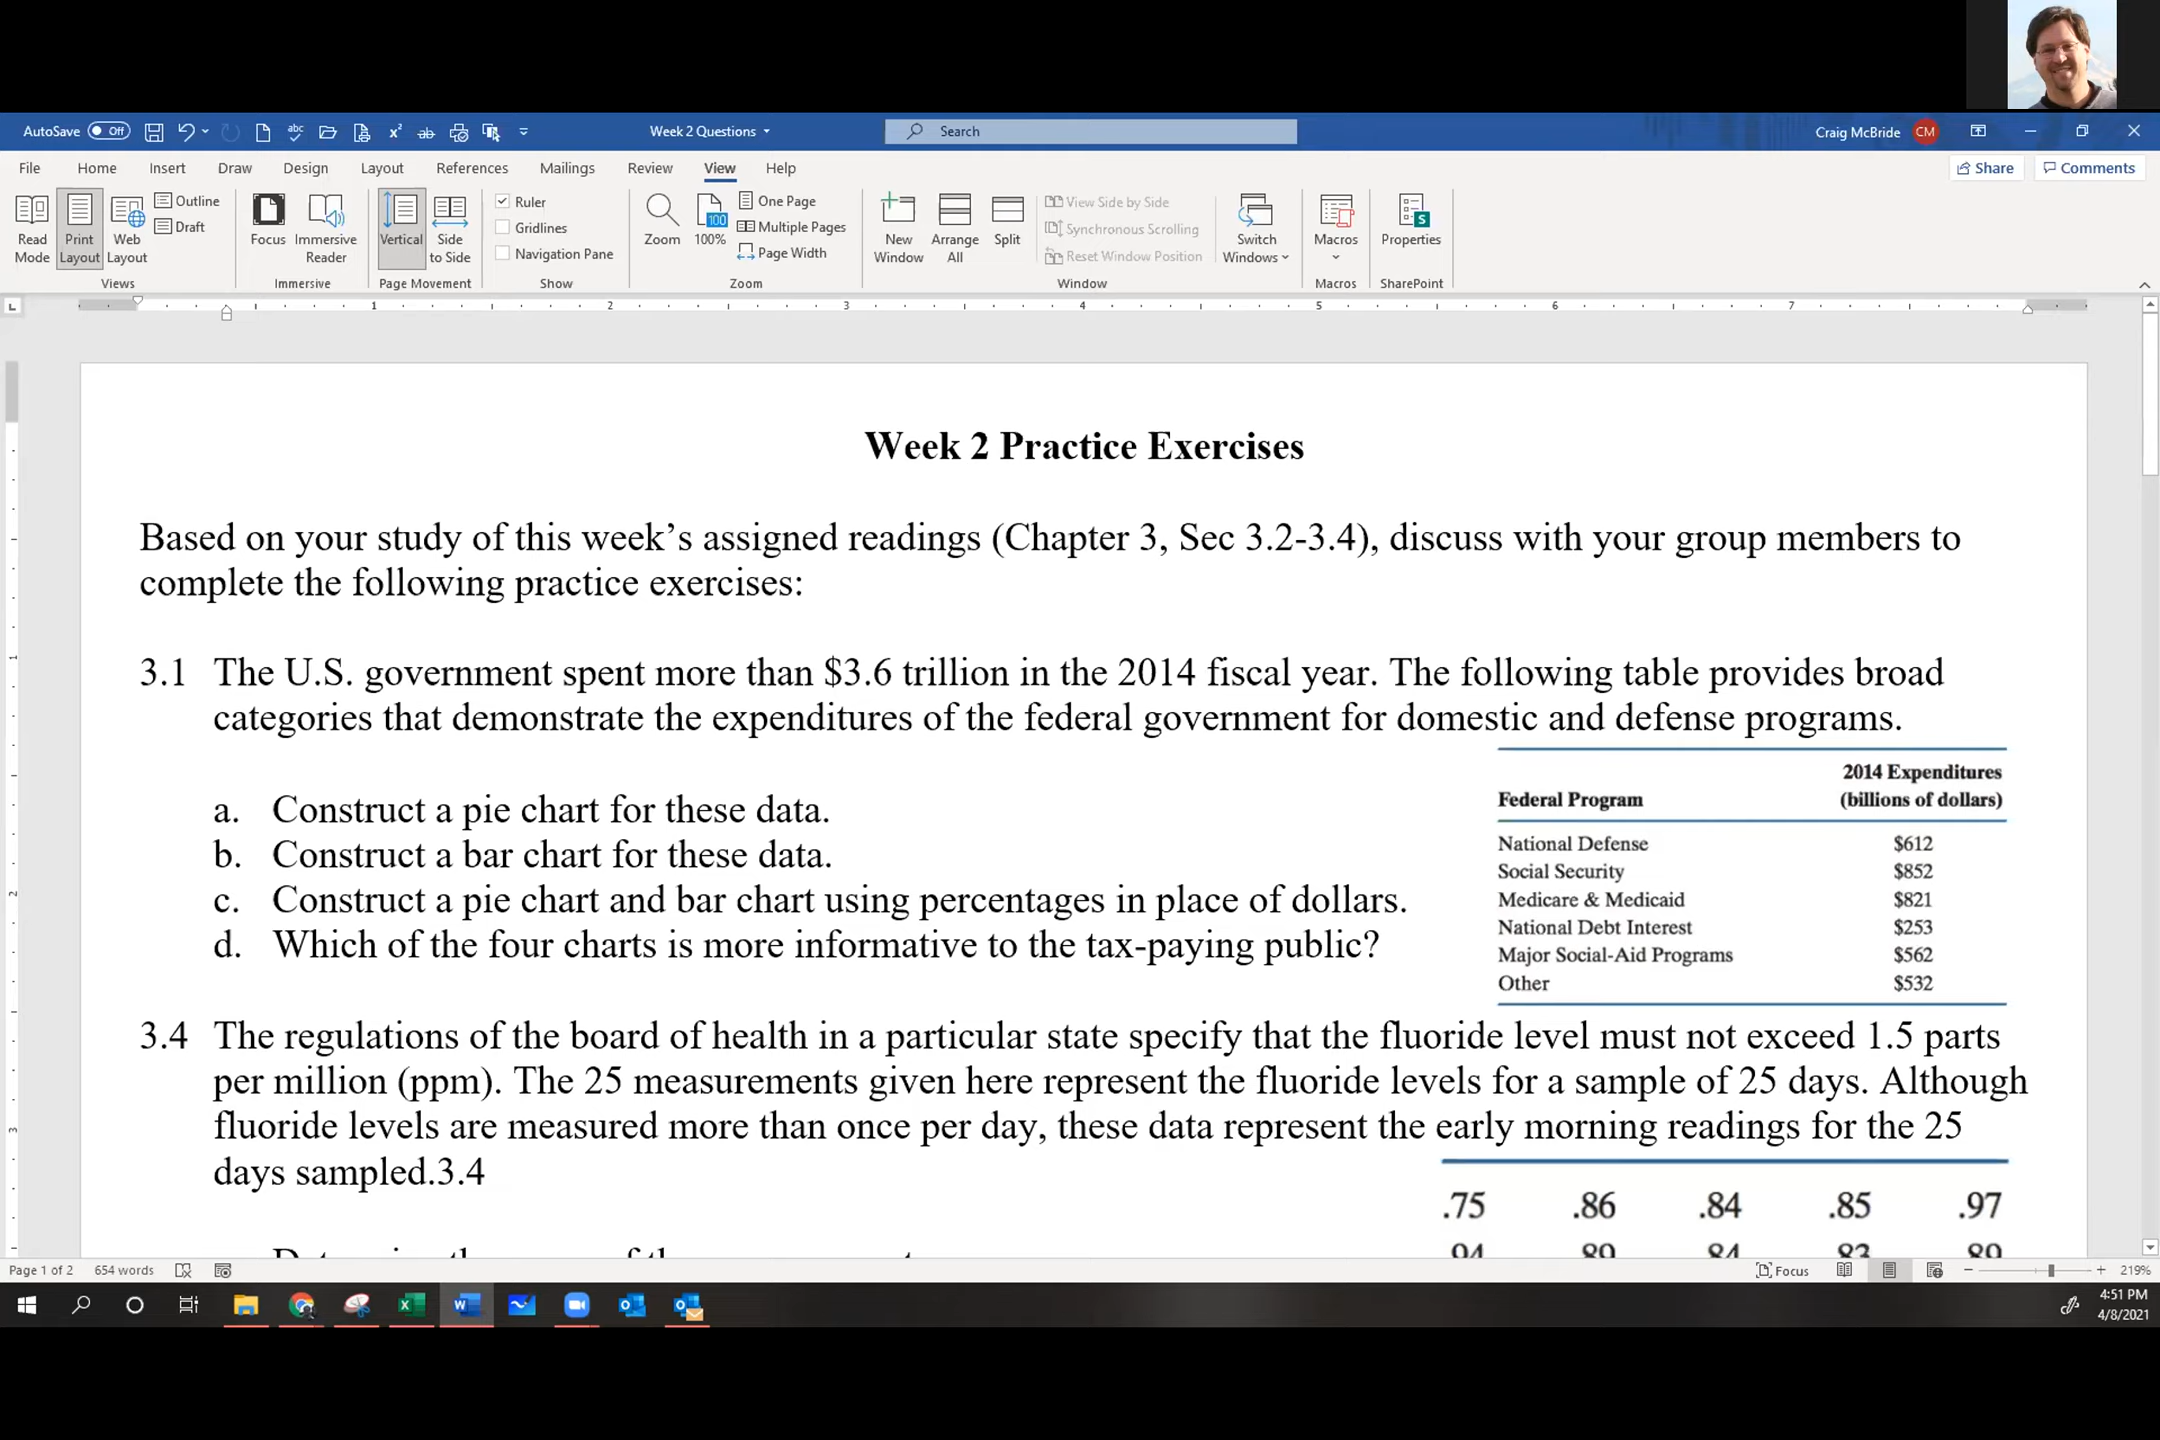 AutoSave Off Week 2 Questions Search Craig McBride CM
File Home Insert Draw Design Layout References Mailings Review View Help Share Comments
Read Mode
Print Layout
Web Layout
Outline
Draft
Views
Focus
Immersive Reader
Immersive
Vertical
Side to Side
Page Movement
Ruler
Gridlines
Navigation Pane
Show
Zoom
100
100%
One Page
Multiple Pages
Page Width
Zoom
New Window
Arrange All
Split
View Side by Side
Synchronous Scrolling
Reset Window Position
Switch Windows
Window
Macros
Macros
Properties
SharePoint
1 2 3 4 5 6 7
Week 2 Practice Exercises
Based on your study of this week’s assigned readings (Chapter 3, Sec 3.2-3.4), discuss with your group members to
complete the following practice exercises:
3.1 The U.S. government spent more than $3.6 trillion in the 2014 fiscal year. The following table provides broad
categories that demonstrate the expenditures of the federal government for domestic and defense programs.
a. Construct a pie chart for these data.
b. Construct a bar chart for these data.
c. Construct a pie chart and bar chart using percentages in place of dollars.
d. Which of the four charts is more informative to the tax-paying public?
2014 Expenditures
Federal Program (billions of dollars)
National Defense $612
Social Security $852
Medicare & Medicaid $821
National Debt Interest $253
Major Social-Aid Programs $562
Other $532
3.4 The regulations of the board of health in a particular state specify that the fluoride level must not exceed 1.5 parts
per million (ppm). The 25 measurements given here represent the fluoride levels for a sample of 25 days. Although
fluoride levels are measured more than once per day, these data represent the early morning readings for the 25
days sampled.3.4
.75 .86 .84 .85 .97
Page 1 of 2 654 words Focus 219%
4:51 PM
4/8/2021